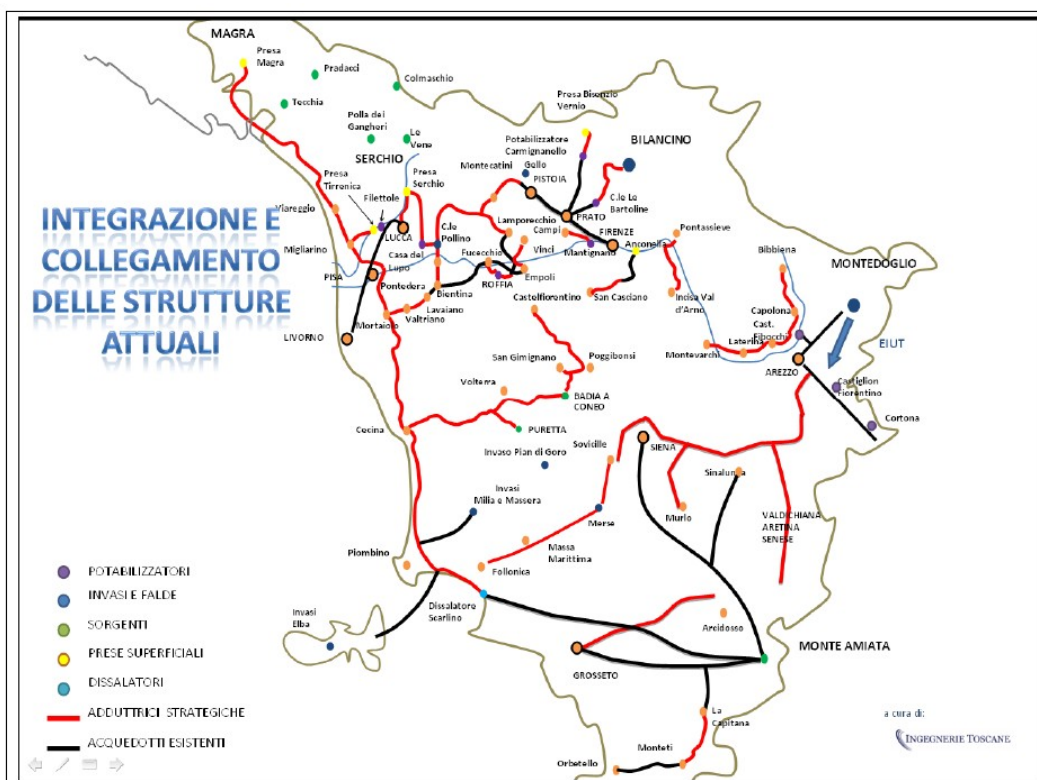 MAGRA
Presa
Magra
Pradacci
Colmaschio
Tecchia
Polla dei
Gangheri
Le
Vene
SERCHIO
Presa
Tirrenica
Filettole
Presa
Serchio
Viareggio
Migliarino
LUCCA
PISA
Casa del
Lupo
C.le
Pollino
Montecatini
Gello
PISTOIA
Potabilizzatore
Carmignanello
Presa Bisenzio
Vernio
BILANCINO
C.le Le
Bartoline
PRATO
Lamporecchio
Campi
FIRENZE
Anconella
Pontassieve
Mantignano
Vinci
Fucecchio
ROFFIA
Empoli
Pontedera
Bientina
Lavaiano
Valtriano
Mortaiolo
LIVORNO
Castelfiorentino
San Casciano
Incisa Val
d'Arno
Bibbiena
MONTEDOGLIO
Capolona
Cast.
Fibocchi
Laterina
Montevarchi
EIUT
AREZZO
Castiglion
Fiorentino
Cortona
INTEGRAZIONE E
COLLEGAMENTO
DELLE STRUTTURE
ATTUALI
San Gimignano
Poggibonsi
Volterra
BADIA A
CONEO
Cecina
PURETTA
Sovicille
SIENA
Invaso Pian di Goro
Sinalunga
Invasi
Milia e Massera
Merse
Murlo
VALDICHIANA
ARETINA
SENESE
Massa
Marittima
Piombino
Follonica
Invasi
Elba
Dissalatore
Scarlino
Arcidosso
GROSSETO
MONTE AMIATA
La
Capitana
Monteti
Orbetello
POTABILIZZATORI
INVASI E FALDE
SORGENTI
PRESE SUPERFICIALI
DISSALATORI
ADDUTTRICI STRATEGICHE
ACQUEDOTTI ESISTENTI
a cura di:
INGEGNERIE TOSCANE